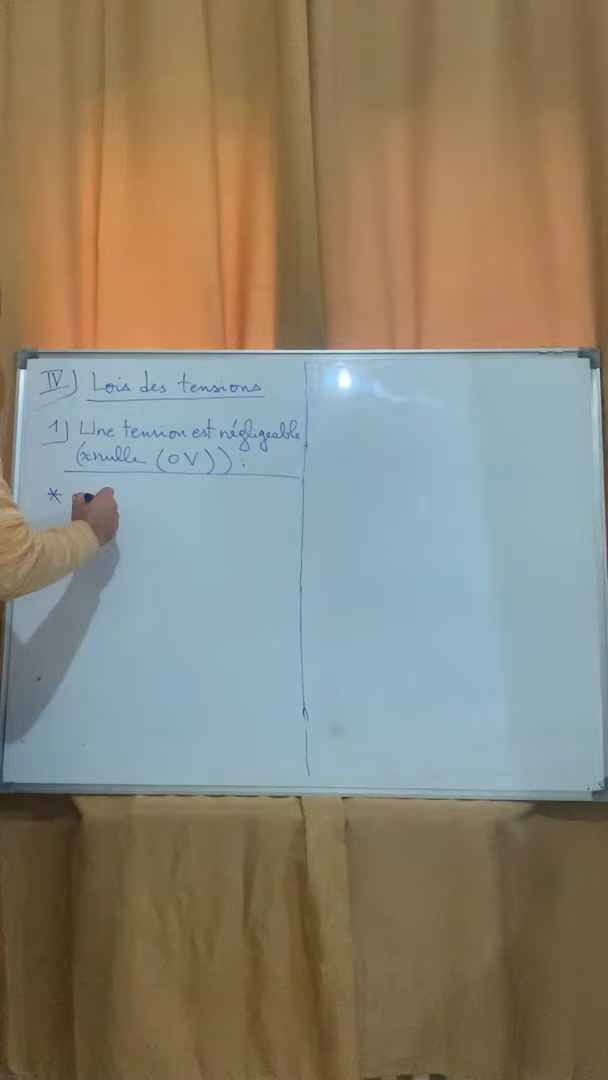 IV) Lois des tensions
1) Une tension est négligeable
(≈nulle (0V)) :
*